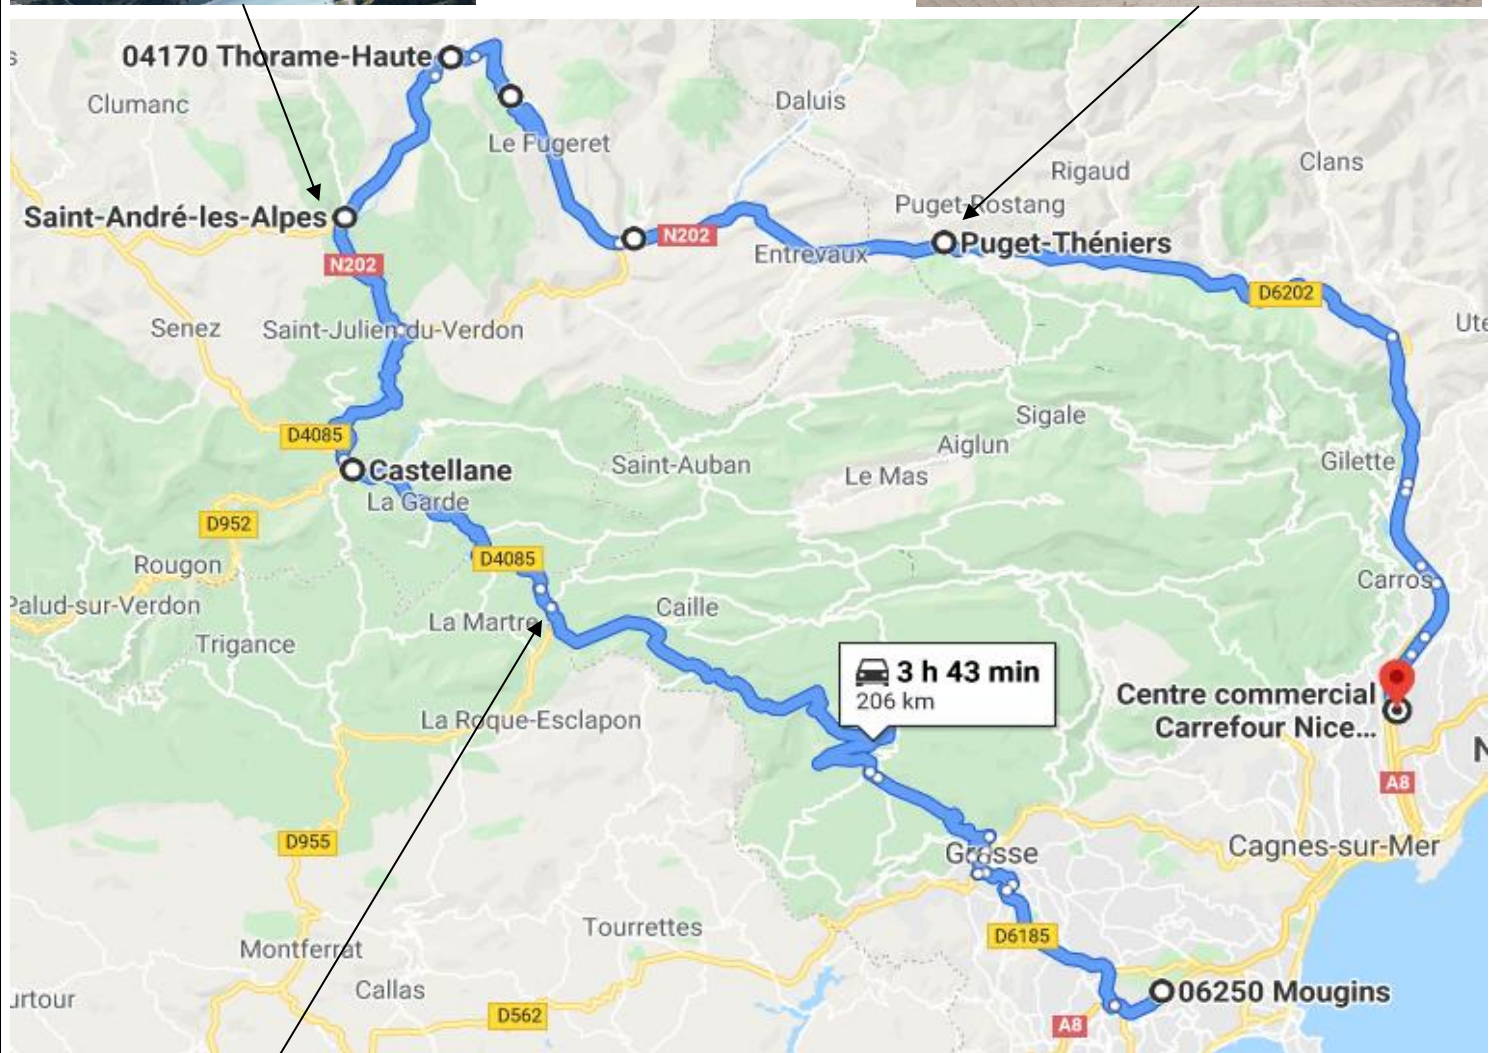 04170 Thorame-Haute
Clumanc
Daluis
Le Fugeret
Clans
Rigaud
Puget-Rostang
Saint-André-les-Alpes
N202
Puget-Théniers
Entrevaux
N202
D6202
Senez
Saint-Julien-du-Verdon
Sigale
D4085
Aiglun
Gilette
Castellane
Saint-Auban
Le Mas
La Garde
D952
D4085
Rougon
Carros
Palud-sur-Verdon
Caille
La Martre
Trigance
3 h 43 min
206 km
Centre commercial
Carrefour Nice...
La Roque-Esclapon
A8
D955
Grasse
Cagnes-sur-Mer
Tourrettes
D6185
Montferrat
Callas
06250 Mougins
D562
A8